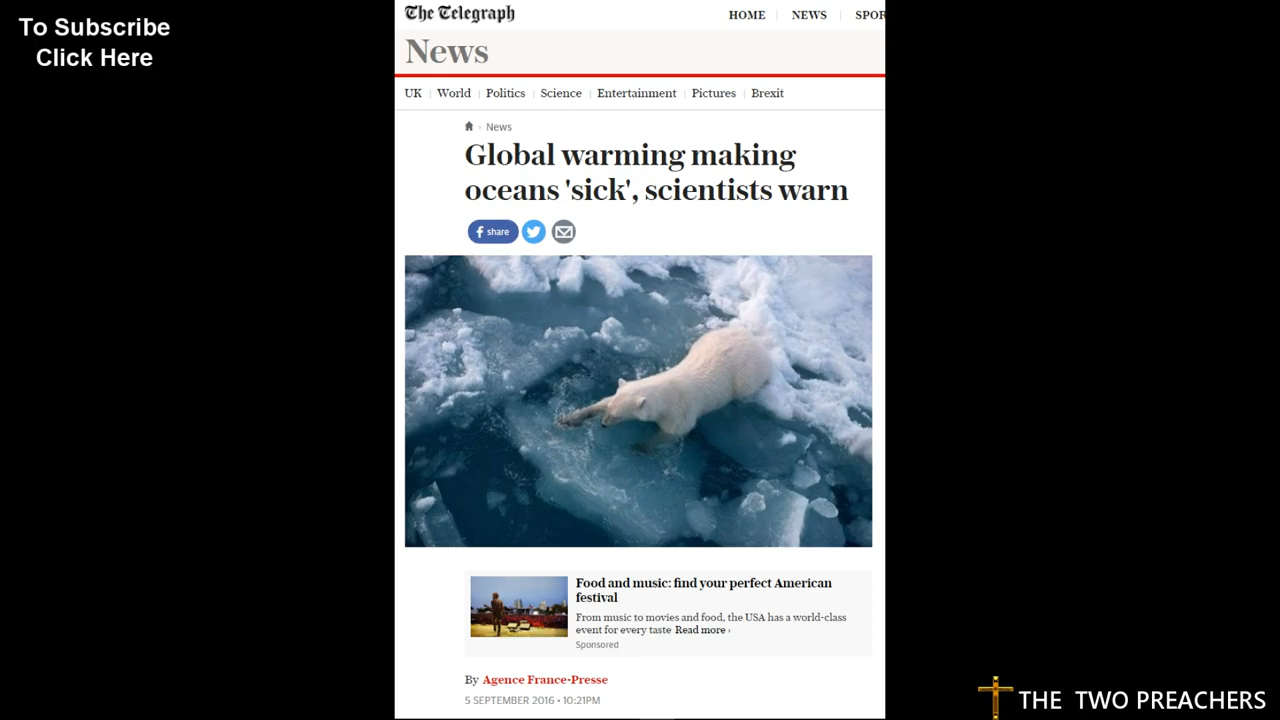 To Subscribe
Click Here
The Telegraph
HOME NEWS SPOR
News
UK World Politics Science Entertainment Pictures Brexit
News
Global warming making
oceans 'sick', scientists warn
f share
Food and music: find your perfect American
festival
From music to movies and food, the USA has a world-class
event for every taste Read more ›
Sponsored
By Agence France-Presse
5 SEPTEMBER 2016 • 10:21PM
THE TWO PREACHERS